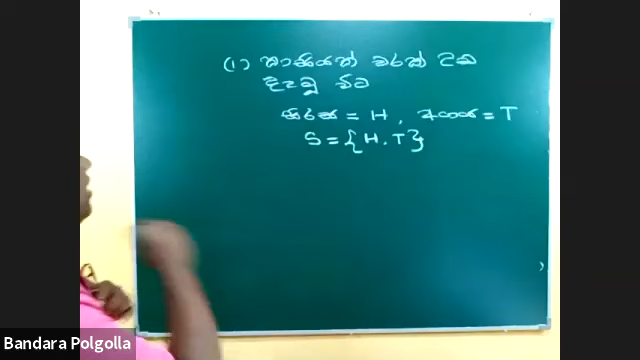 (1) කාසියක් වරක් උඩ
දැමූ විට
සිරස = H, අගය = T
S = {H, T}
Bandara Polgolla